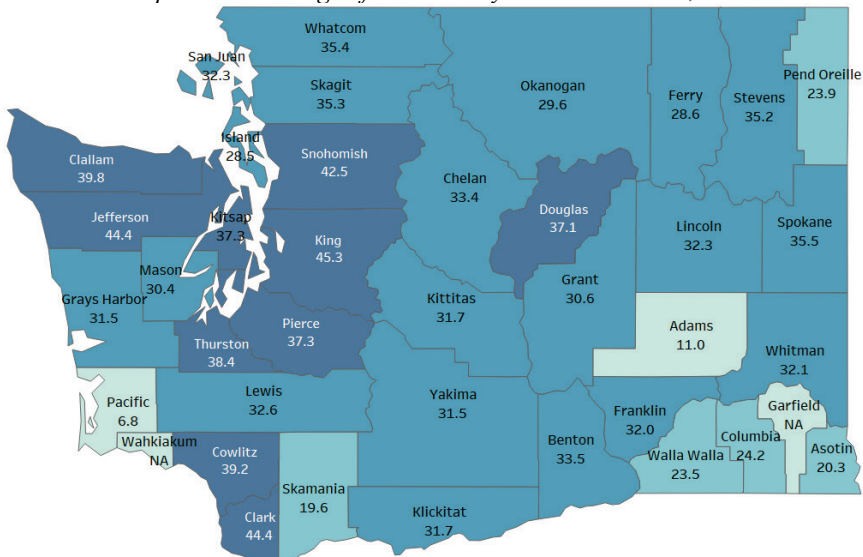 Whatcom
35.4
San Juan
32.3
Skagit
35.3
Island
28.5
Okanogan
29.6
Ferry
28.6
Stevens
35.2
Pend Oreille
23.9
Clallam
39.8
Snohomish
42.5
Chelan
33.4
Jefferson
44.4
Kitsap
37.3
King
45.3
Douglas
37.1
Lincoln
32.3
Spokane
35.5
Mason
30.4
Grays Harbor
31.5
Kittitas
31.7
Grant
30.6
Pierce
37.3
Thurston
38.4
Adams
11.0
Whitman
32.1
Pacific
6.8
Lewis
32.6
Yakima
31.5
Franklin
32.0
Garfield
NA
Wahkiakum
NA
Cowlitz
39.2
Benton
33.5
Walla Walla
23.5
Columbia
24.2
Asotin
20.3
Skamania
19.6
Klickitat
31.7
Clark
44.4